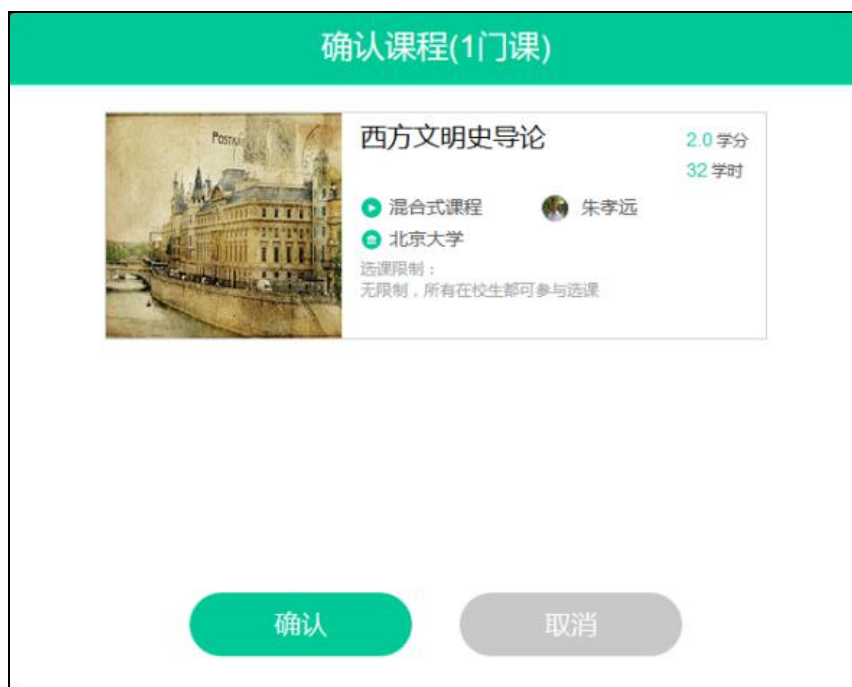 确认课程(1门课)
西方文明史导论
2.0 学分
32 学时
混合式课程
朱孝远
北京大学
选课限制：
无限制，所有在校生都可参与选课
确认
取消